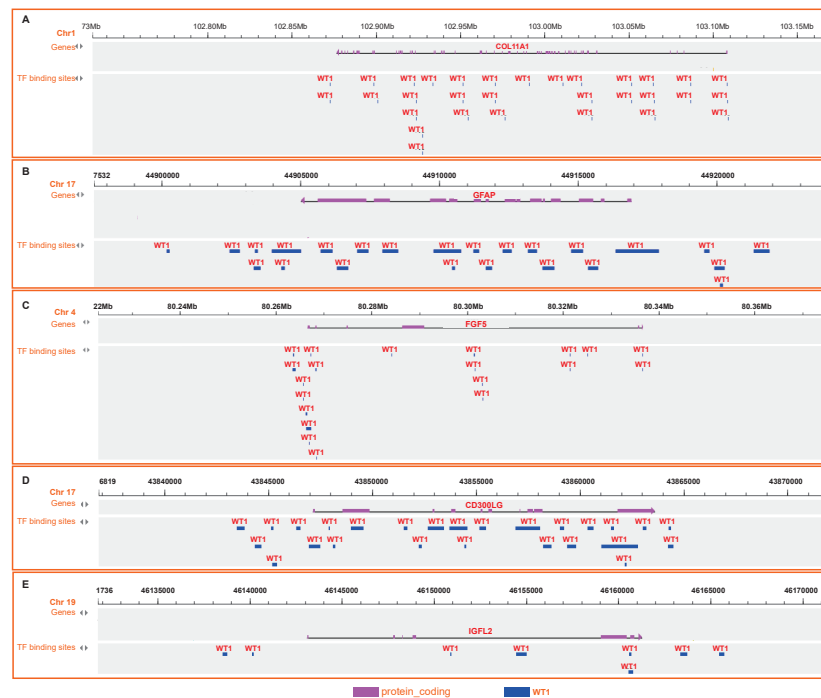 A
Chr1
73Mb 102.80Mb 102.85Mb 102.90Mb 102.95Mb 103.00Mb 103.05Mb 103.10Mb 103.15Mb
Genes
COL11A1
TF binding sites
WT1 WT1 WT1 WT1 WT1 WT1 WT1 WT1 WT1 WT1 WT1 WT1 WT1
WT1 WT1 WT1 WT1 WT1 WT1 WT1 WT1 WT1 WT1
WT1 WT1 WT1 WT1 WT1 WT1
WT1
WT1
B
Chr 17
7532 44900000 44905000 44910000 44915000 44920000
Genes
GFAP
TF binding sites
WT1 WT1 WT1 WT1 WT1 WT1 WT1 WT1 WT1 WT1 WT1 WT1 WT1 WT1 WT1
WT1 WT1 WT1 WT1 WT1 WT1 WT1 WT1
WT1
C
Chr 4
22Mb 80.24Mb 80.26Mb 80.28Mb 80.30Mb 80.32Mb 80.34Mb 80.36Mb
Genes
FGF5
TF binding sites
WT1 WT1 WT1 WT1 WT1 WT1 WT1
WT1 WT1 WT1 WT1 WT1
WT1 WT1
WT1 WT1
WT1
WT1
WT1
WT1
D
Chr 17
6819 43840000 43845000 43850000 43855000 43860000 43865000 43870000
Genes
CD300LG
TF binding sites
WT1 WT1 WT1 WT1 WT1 WT1 WT1 WT1 WT1 WT1 WT1 WT1 WT1 WT1 WT1
WT1 WT1 WT1 WT1 WT1 WT1 WT1 WT1 WT1
WT1 WT1
E
Chr 19
1736 46135000 46140000 46145000 46150000 46155000 46160000 46165000 46170000
Genes
IGFL2
TF binding sites
WT1 WT1 WT1 WT1 WT1 WT1 WT1
WT1
protein_coding WT1